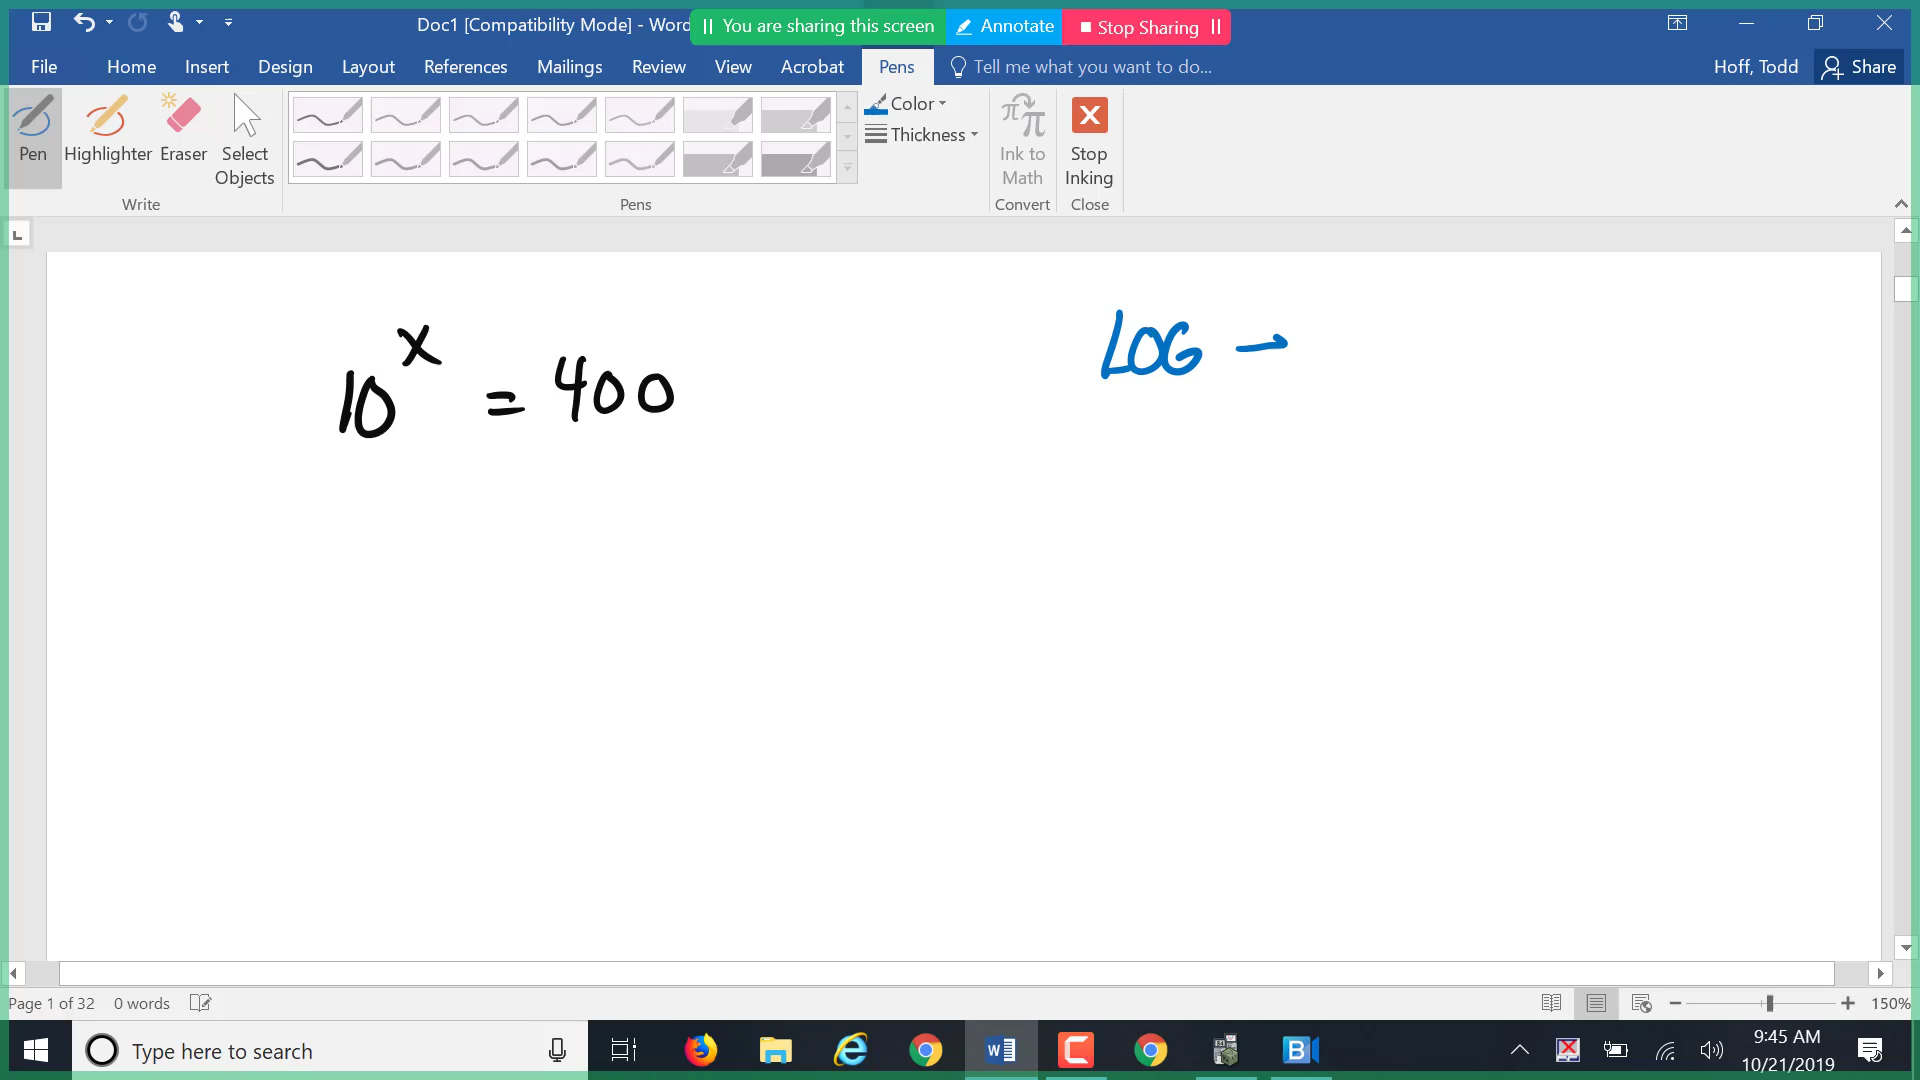 Doc1 [Compatibility Mode] - Word
You are sharing this screen Annotate Stop Sharing
File Home Insert Design Layout References Mailings Review View Acrobat Pens Tell me what you want to do... Hoff, Todd Share
Pen Highlighter Eraser Select Objects
Color
Thickness
Ink to Math
Stop Inking
Write Pens Convert Close
10^x = 400
LOG →
Page 1 of 32 0 words 150%
Type here to search
9:45 AM
10/21/2019